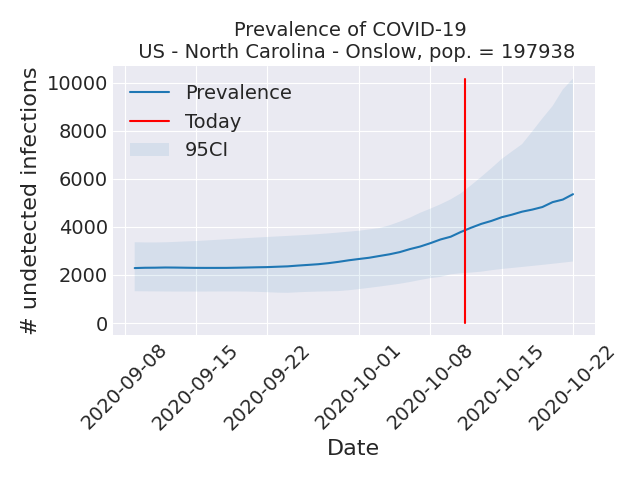 Prevalence of COVID-19
US - North Carolina - Onslow, pop. = 197938
# undetected infections
10000
8000
6000
4000
2000
0
Prevalence
Today
95CI
2020-09-08
2020-09-15
2020-09-22
2020-10-01
2020-10-08
2020-10-15
2020-10-22
Date